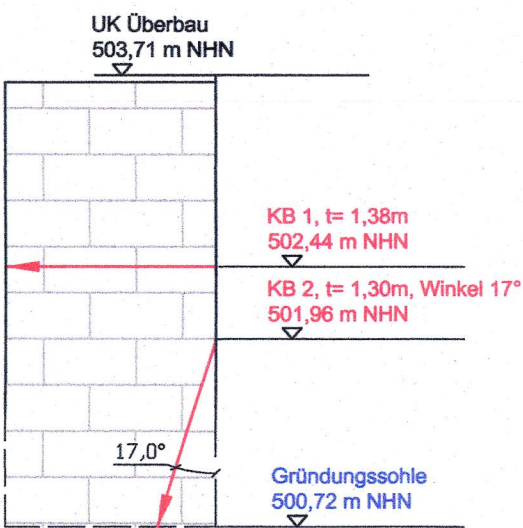 UK Überbau
503,71 m NHN
KB 1, t= 1,38m
502,44 m NHN
KB 2, t= 1,30m, Winkel 17°
501,96 m NHN
17,0°
Gründungssohle
500,72 m NHN